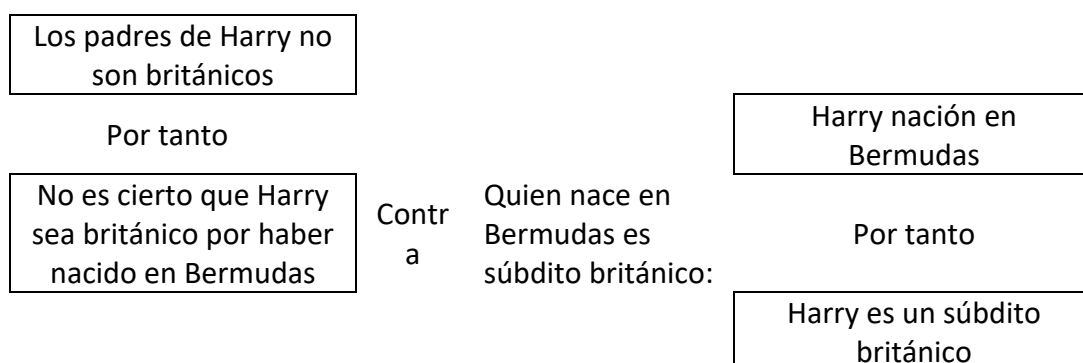 Los padres de Harry no
son británicos
Por tanto
No es cierto que Harry
sea británico por haber
nacido en Bermudas
Contr
a
Quien nace en
Bermudas es
súbdito británico:
Harry nación en
Bermudas
Por tanto
Harry es un súbdito
británico